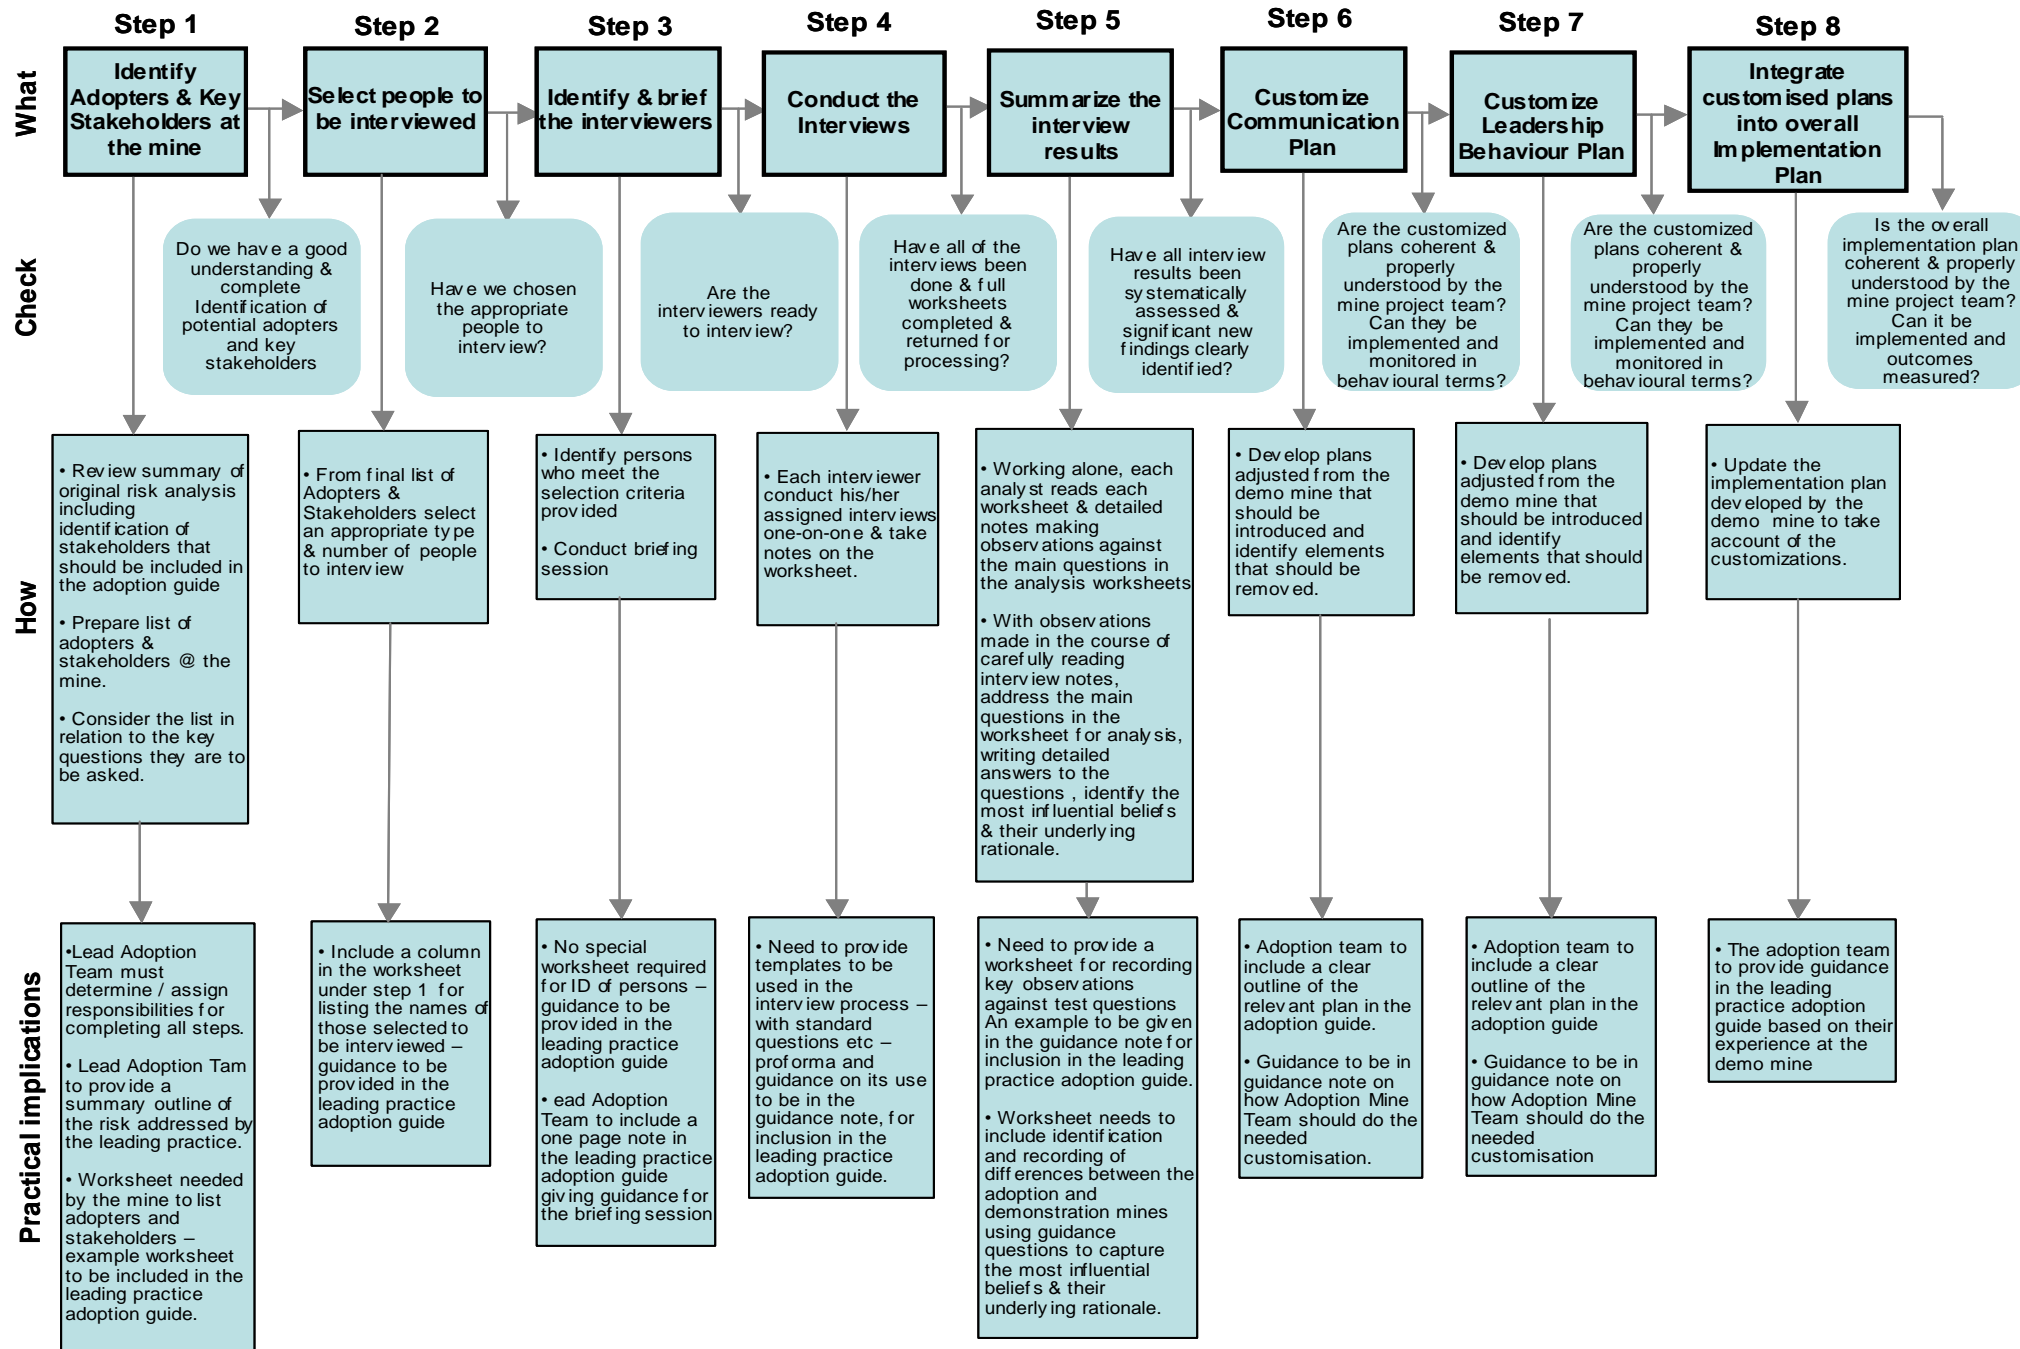 Step 1
Step 2
Step 3
Step 4
Step 5
Step 6
Step 7
Step 8
What
Identify
Adopters & Key
Stakeholders at
the mine
Select people to
be interviewed
Identify & brief
the interviewers
Conduct the
Interviews
Summarize the
interview
results
Customize
Communication
Plan
Customize
Leadership
Behaviour Plan
Integrate
customised plans
into overall
Implementation
Plan
Check
Do we have a good
understanding &
complete
Identification of
potential adopters
and key
stakeholders
Have we chosen
the appropriate
people to
interview?
Are the
interviewers ready
to interview?
Have all of the
interviews been
done & full
worksheets
completed &
returned for
processing?
Have all interview
results been
systematically
assessed &
significant new
findings clearly
identified?
Are the customized
plans coherent &
properly
understood by the
mine project team?
Can they be
implemented and
monitored in
behavioural terms?
Are the customized
plans coherent &
properly
understood by the
mine project team?
Can they be
implemented and
monitored in
behavioural terms?
Is the overall
implementation plan
coherent & properly
understood by the
mine project team?
Can it be
implemented and
outcomes
measured?
How
• Review summary of
original risk analysis
including
identification of
stakeholders that
should be included in
the adoption guide
• Prepare list of
adopters &
stakeholders @ the
mine.
• Consider the list in
relation to the key
questions they are to
be asked.
• From final list of
Adopters &
Stakeholders select
an appropriate type
& number of people
to interview
• Identify persons
who meet the
selection criteria
provided
• Conduct briefing
session
• Each interviewer
conduct his/her
assigned interviews
one-on-one & take
notes on the
worksheet.
• Working alone, each
analyst reads each
worksheet & detailed
notes making
observations against
the main questions in
the analysis worksheets
• With observations
made in the course of
carefully reading
interview notes,
address the main
questions in the
worksheet for analysis,
writing detailed
answers to the
questions , identify the
most influential beliefs
& their underlying
rationale.
• Develop plans
adjusted from the
demo mine that
should be
introduced and
identify elements
that should be
removed.
• Develop plans
adjusted from the
demo mine that
should be introduced
and identify
elements that should
be removed.
• Update the
implementation plan
developed by the
demo mine to take
account of the
customizations.
Practical implications
•Lead Adoption
Team must
determine / assign
responsibilities for
completing all steps.
• Lead Adoption Tam
to provide a
summary outline of
the risk addressed by
the leading practice.
• Worksheet needed
by the mine to list
adopters and
stakeholders –
example worksheet
to be included in the
leading practice
adoption guide.
• Include a column
in the worksheet
under step 1 for
listing the names of
those selected to
be interviewed –
guidance to be
provided in the
leading practice
adoption guide
• No special
worksheet required
for ID of persons –
guidance to be
provided in the
leading practice
adoption guide
• ead Adoption
Team to include a
one page note in
the leading practice
adoption guide
giving guidance for
the briefing session
• Need to provide
templates to be
used in the
interview process –
with standard
questions etc –
proforma and
guidance on its use
to be in the
guidance note, for
inclusion in the
leading practice
adoption guide.
• Need to provide a
worksheet for recording
key observations
against test questions
An example to be given
in the guidance note for
inclusion in the leading
practice adoption guide.
• Worksheet needs to
include identification
and recording of
differences between the
adoption and
demonstration mines
using guidance
questions to capture
the most influential
beliefs & their
underlying rationale.
• Adoption team to
include a clear
outline of the
relevant plan in the
adoption guide.
• Guidance to be in
guidance note on
how Adoption Mine
Team should do the
needed
customisation.
• Adoption team to
include a clear
outline of the
relevant plan in the
adoption guide
• Guidance to be in
guidance note on
how Adoption Mine
Team should do the
needed
customisation
• The adoption team
to provide guidance
in the leading
practice adoption
guide based on their
experience at the
demo mine